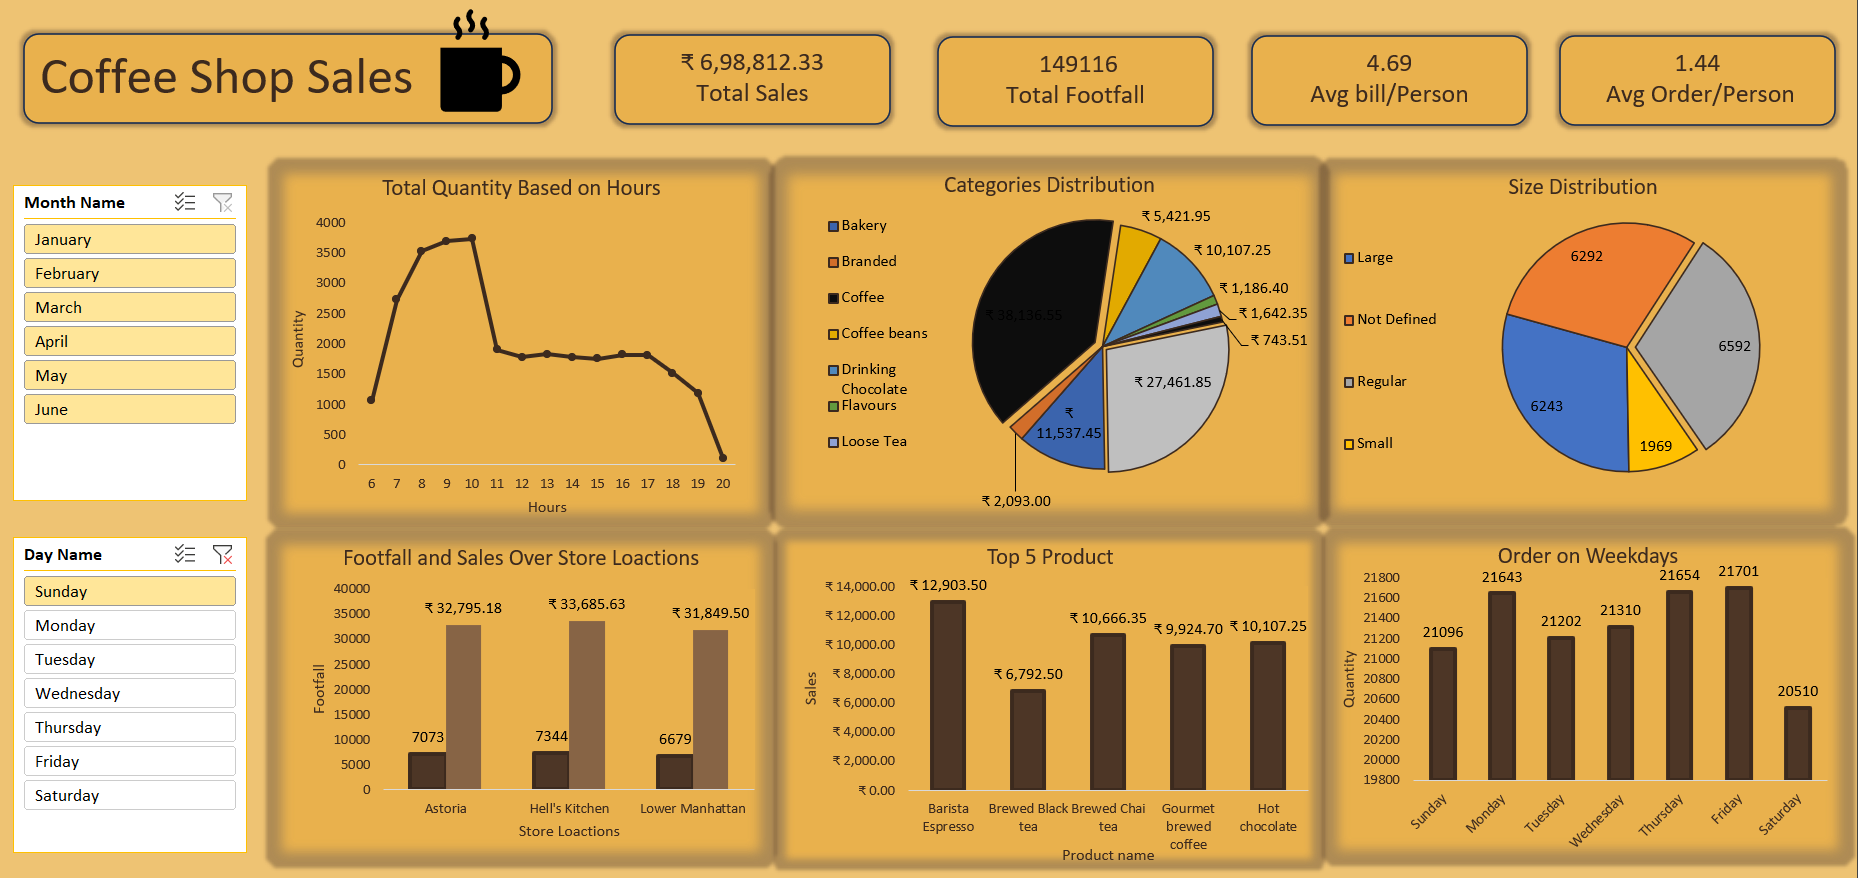 Coffee Shop Sales
₹ 6,98,812.33
Total Sales
149116
Total Footfall
4.69
Avg bill/Person
1.44
Avg Order/Person
Month Name
January
February
March
April
May
June
Day Name
Sunday
Monday
Tuesday
Wednesday
Thursday
Friday
Saturday
Total Quantity Based on Hours
4000
3500
3000
2500
2000
1500
1000
500
0
Quantity
6 7 8 9 10 11 12 13 14 15 16 17 18 19 20
Hours
Categories Distribution
Bakery
Branded
Coffee
Coffee beans
Drinking
Chocolate
Flavours
Loose Tea
₹ 5,421.95
₹ 10,107.25
₹ 1,186.40
₹ 1,642.35
₹ 743.51
₹ 38,136.55
₹ 27,461.85
₹
11,537.45
₹ 2,093.00
Size Distribution
Large
Not Defined
Regular
Small
6292
6592
6243
1969
Footfall and Sales Over Store Loactions
40000
35000
30000
25000
20000
15000
10000
5000
0
Footfall
₹ 32,795.18
₹ 33,685.63
₹ 31,849.50
7073
7344
6679
Astoria
Hell's Kitchen
Lower Manhattan
Store Loactions
Top 5 Product
₹ 14,000.00
₹ 12,000.00
₹ 10,000.00
₹ 8,000.00
₹ 6,000.00
₹ 4,000.00
₹ 2,000.00
₹ 0.00
Sales
₹ 12,903.50
₹ 6,792.50
₹ 10,666.35
₹ 9,924.70
₹ 10,107.25
Barista
Espresso
Brewed Black
tea
Brewed Chai
tea
Gourmet
brewed
coffee
Hot
chocolate
Product name
Order on Weekdays
21800
21600
21400
21200
21000
20800
20600
20400
20200
20000
19800
Quantity
21096
21643
21202
21310
21654
21701
20510
Sunday
Monday
Tuesday
Wednesday
Thursday
Friday
Saturday